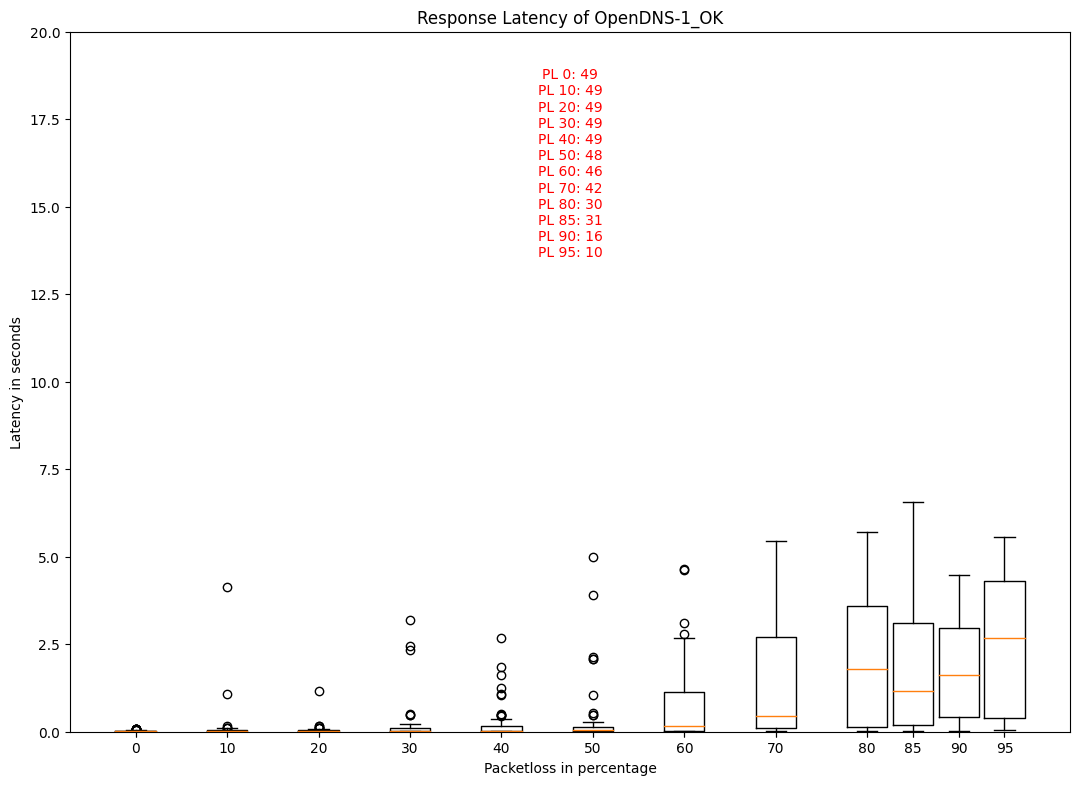 Response Latency of OpenDNS-1_OK
20.0
17.5
15.0
12.5
10.0
7.5
5.0
2.5
0.0
Latency in seconds
PL 0: 49
PL 10: 49
PL 20: 49
PL 30: 49
PL 40: 49
PL 50: 48
PL 60: 46
PL 70: 42
PL 80: 30
PL 85: 31
PL 90: 16
PL 95: 10
0 10 20 30 40 50 60 70 80 85 90 95
Packetloss in percentage